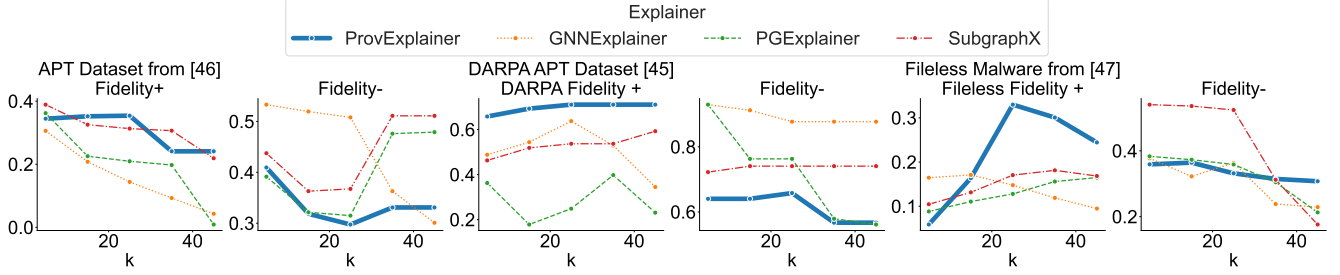 Explainer
ProvExplainer GNNExplainer PGExplainer SubgraphX
APT Dataset from [46]
Fidelity+
Fidelity-
DARPA APT Dataset [45]
DARPA Fidelity +
Fidelity-
Fileless Malware from [47]
Fileless Fidelity +
Fidelity-
0.4
0.2
0.0
20 40
k
0.5
0.4
0.3
20 40
k
0.6
0.4
0.2
20 40
k
0.8
0.6
20 40
k
0.3
0.2
0.1
20 40
k
0.4
0.2
20 40
k